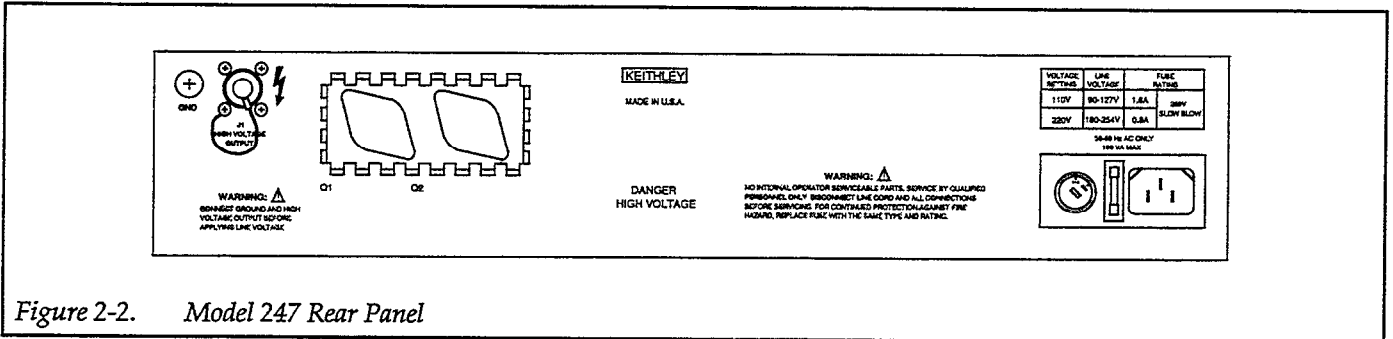 GND
J1
HIGH VOLTAGE
OUTPUT
WARNING:
CONNECT GROUND AND HIGH
VOLTAGE OUTPUT BEFORE
APPLYING LINE VOLTAGE
Q1
Q2
KEITHLEY
MADE IN U.S.A.
DANGER
HIGH VOLTAGE
WARNING:
NO INTERNAL OPERATOR SERVICEABLE PARTS. SERVICE BY QUALIFIED
PERSONNEL ONLY. DISCONNECT LINE CORD AND ALL CONNECTIONS
BEFORE SERVICING. FOR CONTINUED PROTECTION AGAINST FIRE
HAZARD, REPLACE FUSE WITH THE SAME TYPE AND RATING.
VOLTAGE SETTING LINE VOLTAGE FUSE RATING
110V 90-127V 1.6A
220V 180-254V 0.8A
SLOW BLOW
AC ONLY
100 VA MAX
Figure 2-2. Model 247 Rear Panel